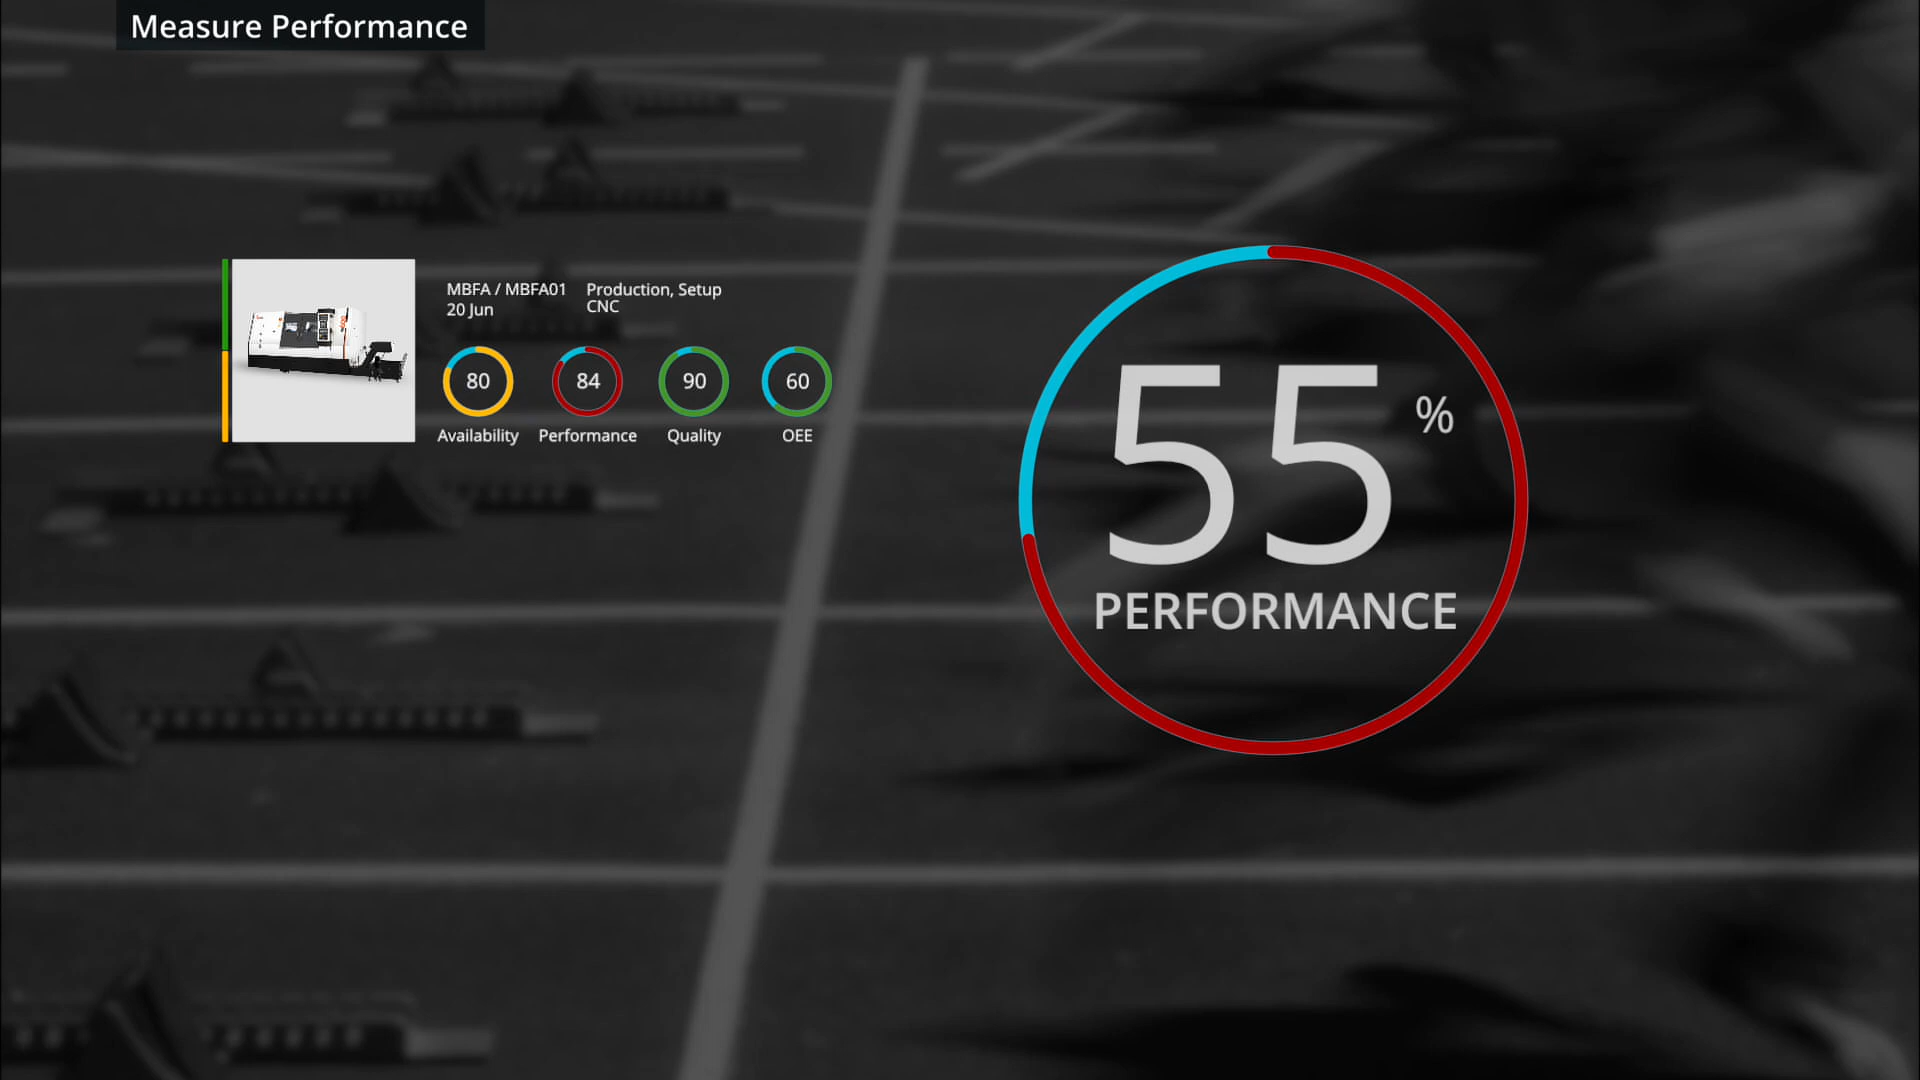 Measure Performance
MBFA / MBFA01
20 Jun
Production, Setup
CNC
80
84
90
60
Availability
Performance
Quality
OEE
55 %
PERFORMANCE